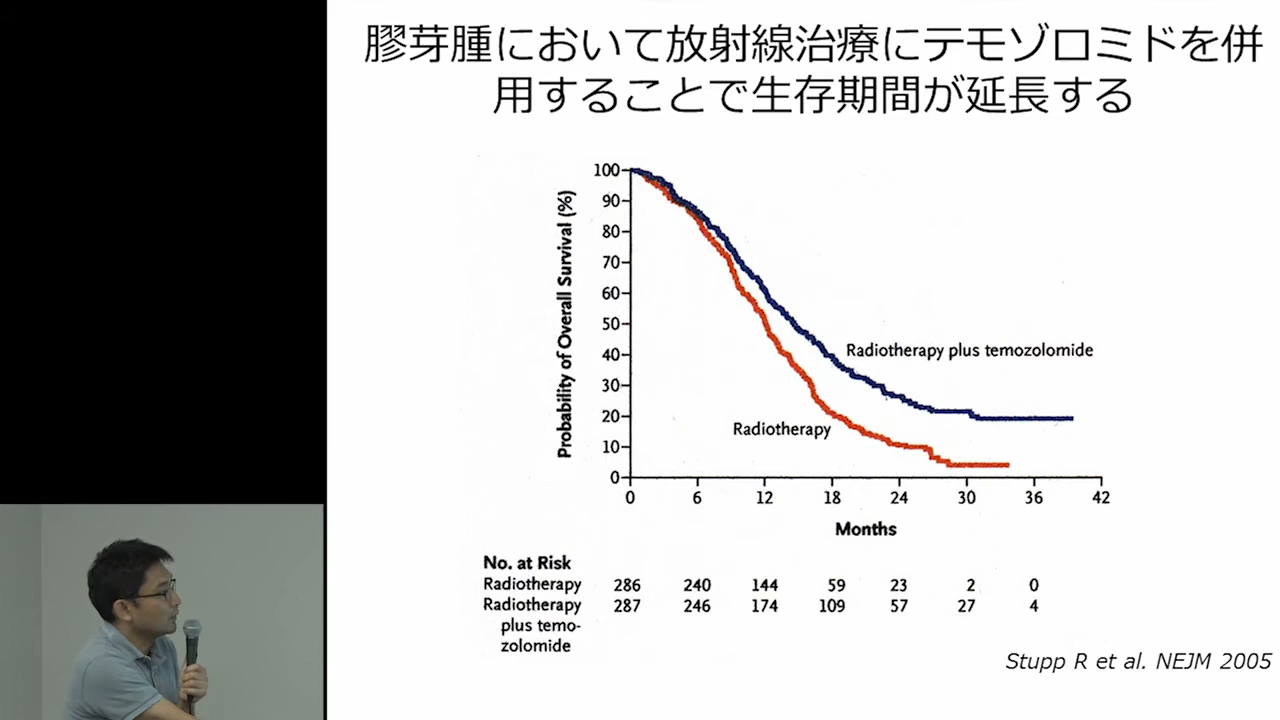 膠芽腫において放射線治療にテモゾロミドを併
用することで生存期間が延長する
Probability of Overall Survival (%)
100
90
80
70
60
50
40
30
20
10
0
Radiotherapy plus temozolomide
Radiotherapy
0 6 12 18 24 30 36 42
Months
No. at Risk
Radiotherapy 286 240 144 59 23 2 0
Radiotherapy 287 246 174 109 57 27 4
plus temo-
zolomide
Stupp R et al. NEJM 2005